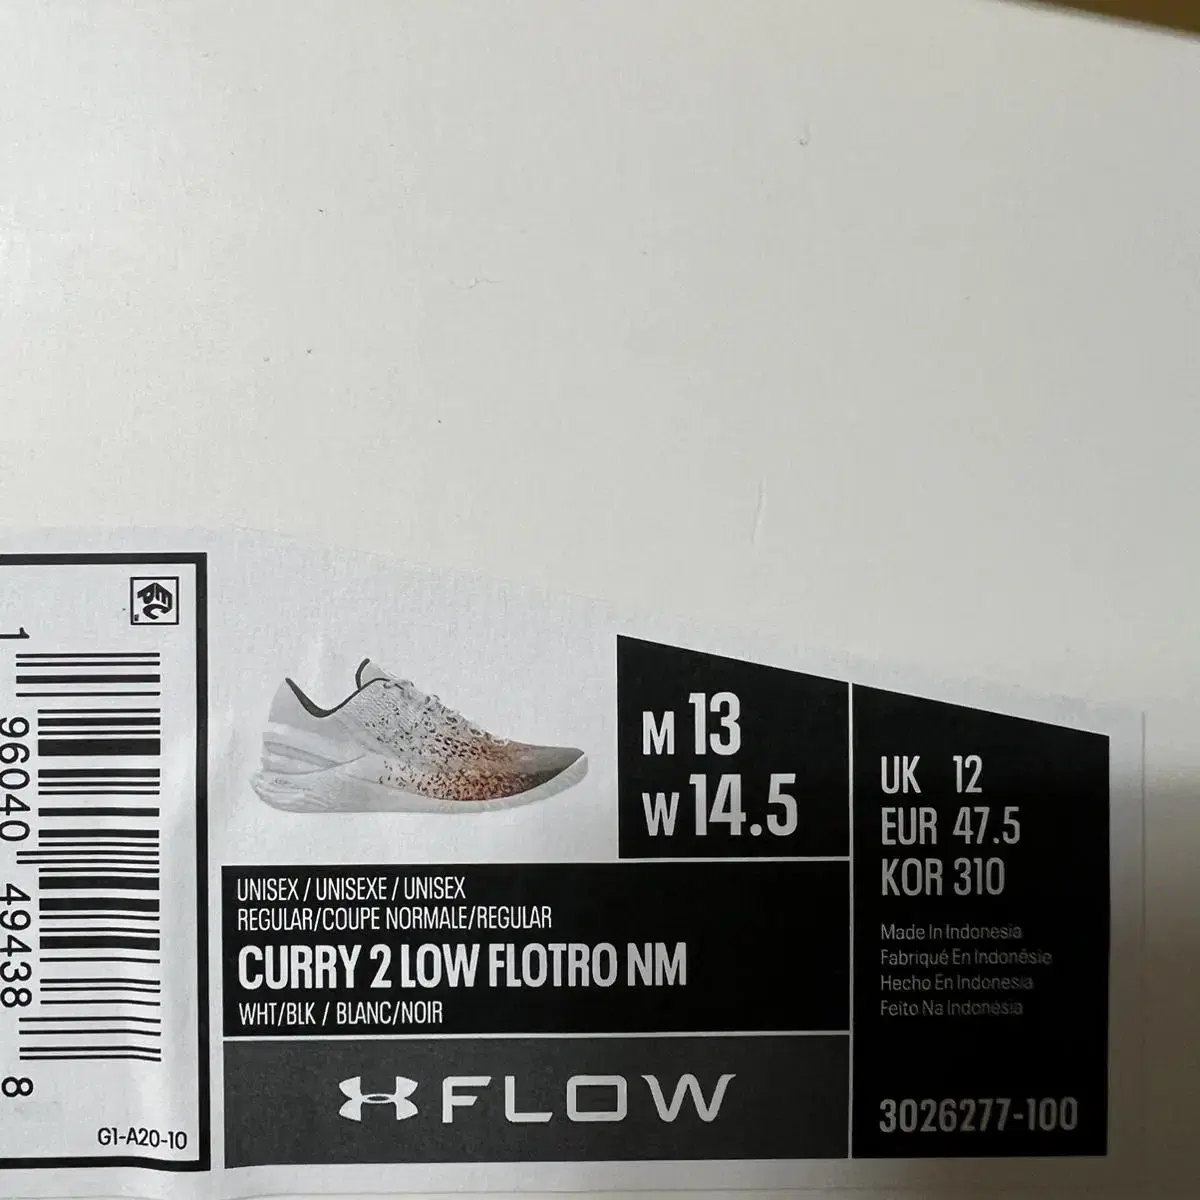 1 96040 49438 8
G1-A20-10
M 13
W 14.5
UK 12
EUR 47.5
KOR 310
Made In Indonesia
Fabriqué En Indonésie
Hecho En Indonesia
Feito Na Indonésia
3026277-100
UNISEX / UNISEXE / UNISEX
REGULAR/COUPE NORMALE/REGULAR
CURRY 2 LOW FLOTRO NM
WHT/BLK / BLANC/NOIR
FLOW